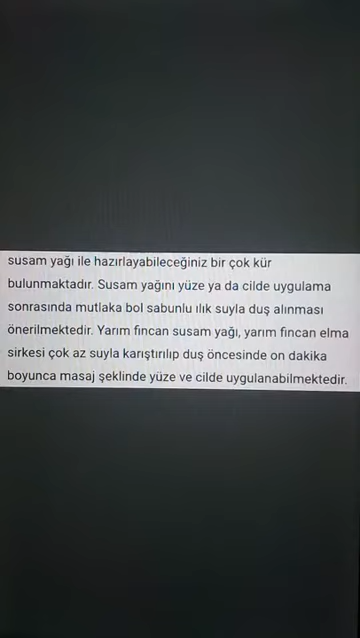 susam yağı ile hazırlayabileceğiniz bir çok kür
bulunmaktadır. Susam yağını yüze ya da cilde uygulama
sonrasında mutlaka bol sabunlu ılık suyla duş alınması
önerilmektedir. Yarım fincan susam yağı, yarım fincan elma
sirkesi çok az suyla karıştırılıp duş öncesinde on dakika
boyunca masaj şeklinde yüze ve cilde uygulanabilmektedir.